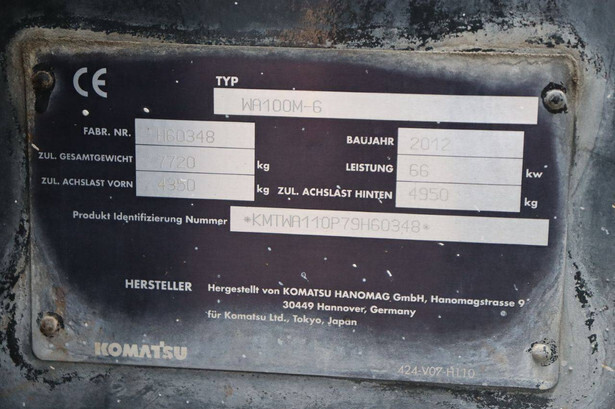 CE
TYP
WA100M-6
FABR. NR. H60348 BAUJAHR 2012
ZUL. GESAMTGEWICHT 7720 kg LEISTUNG 66 kw
ZUL. ACHSLAST VORN 4350 kg ZUL. ACHSLAST HINTEN 4950 kg
Produkt Identifizierung Nummer *KMTWA110P79H60348*
HERSTELLER Hergestellt von KOMATSU HANOMAG GmbH, Hanomagstrasse 9
30449 Hannover, Germany
für Komatsu Ltd., Tokyo, Japan
KOMATSU
424-V07-H110